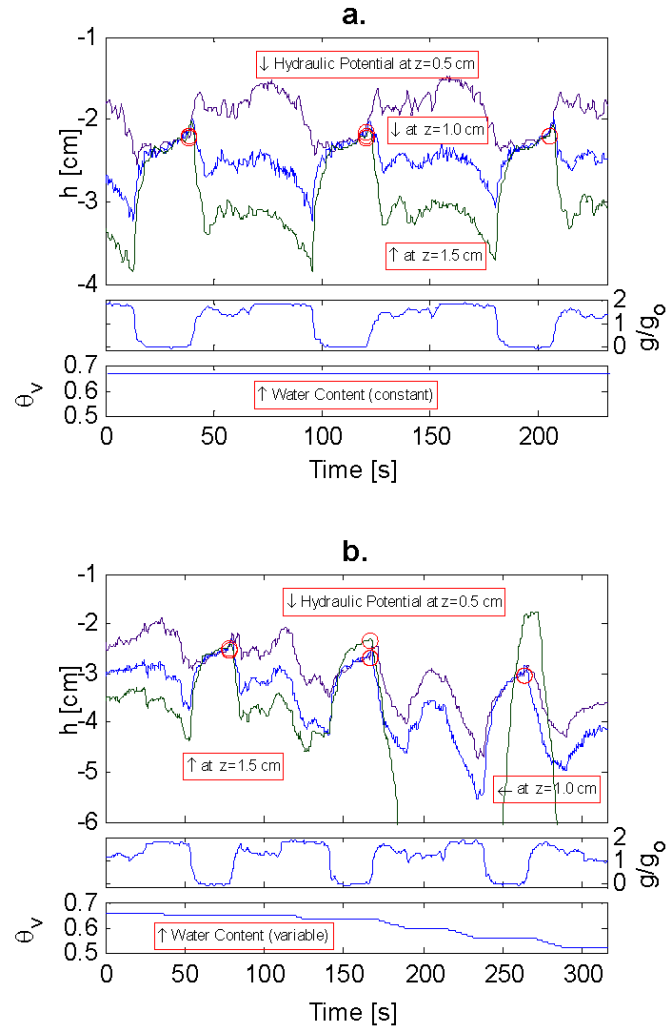 a.
-1
↓ Hydraulic Potential at z=0.5 cm
-2
↓ at z=1.0 cm
h [cm]
-3
↑ at z=1.5 cm
-4
2
1
0
g/go
0.7
0.6
0.5
θv
↑ Water Content (constant)
0 50 100 150 200
Time [s]
b.
-1
↓ Hydraulic Potential at z=0.5 cm
-2
-3
h [cm]
-4
↑ at z=1.5 cm
-5
← at z=1.0 cm
-6
2
1
0
g/go
0.7
0.6
0.5
θv
↑ Water Content (variable)
0 50 100 150 200 250 300
Time [s]